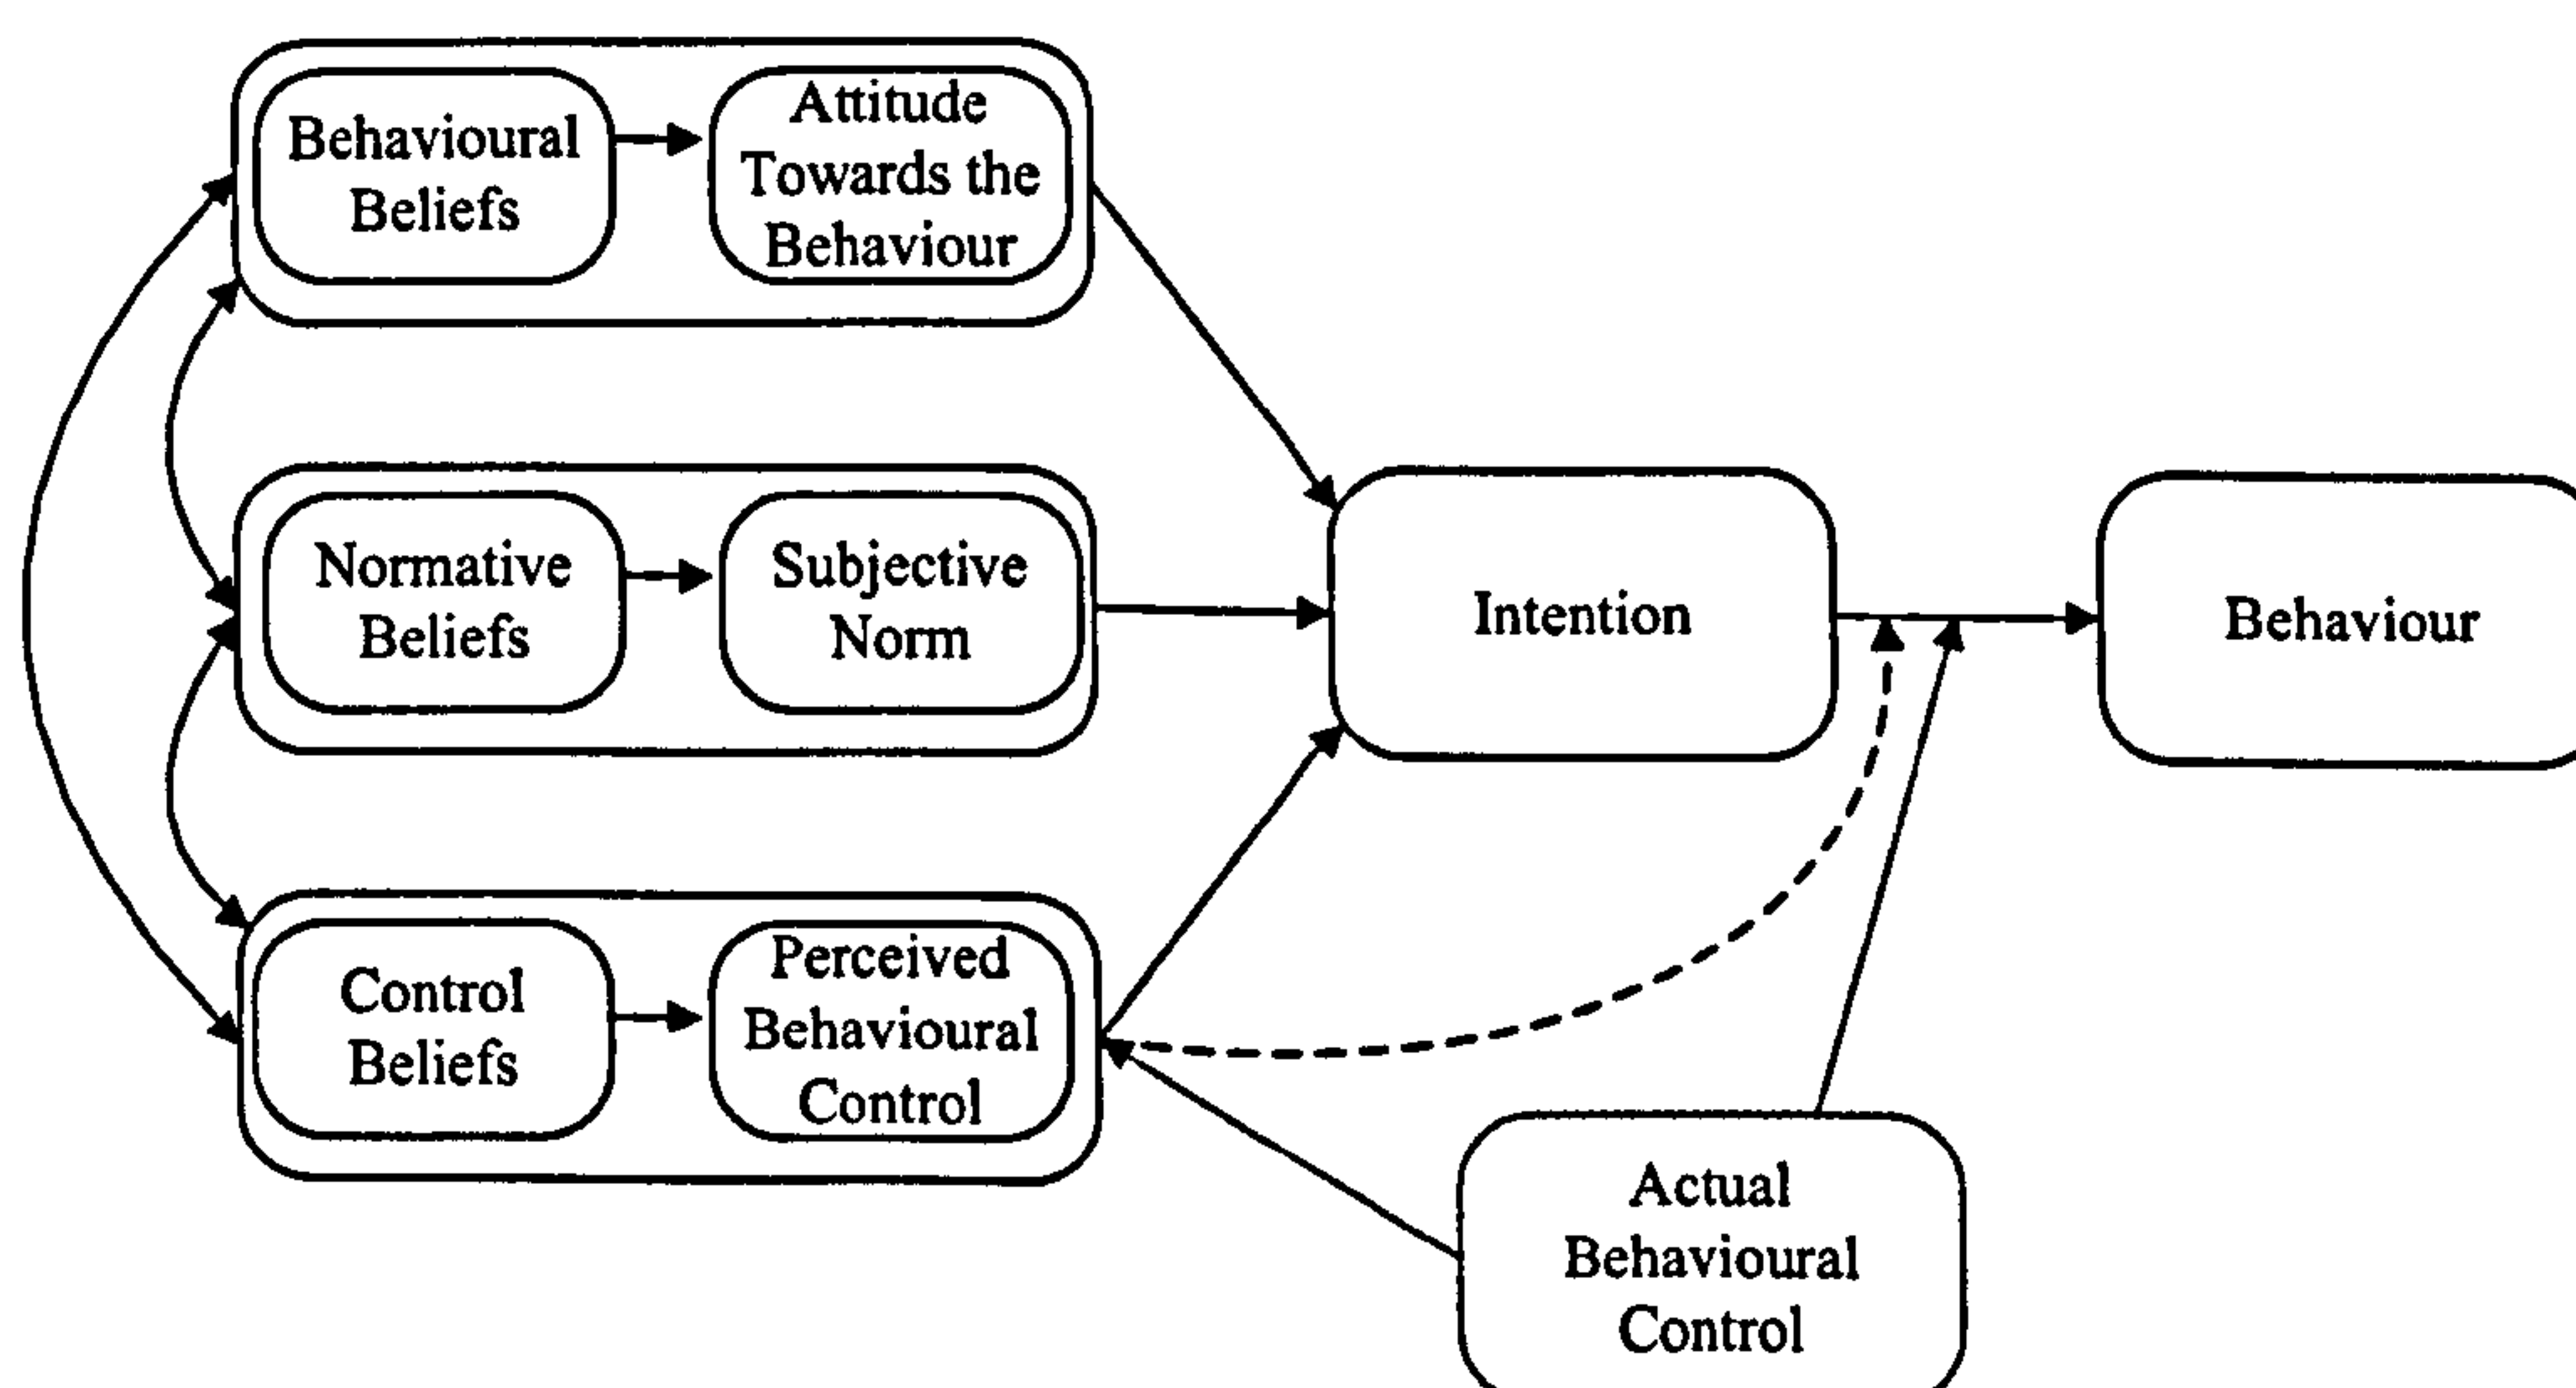 Behavioural
Beliefs
Attitude
Towards the
Behaviour
Normative
Beliefs
Subjective
Norm
Intention
Behaviour
Control
Beliefs
Perceived
Behavioural
Control
Actual
Behavioural
Control